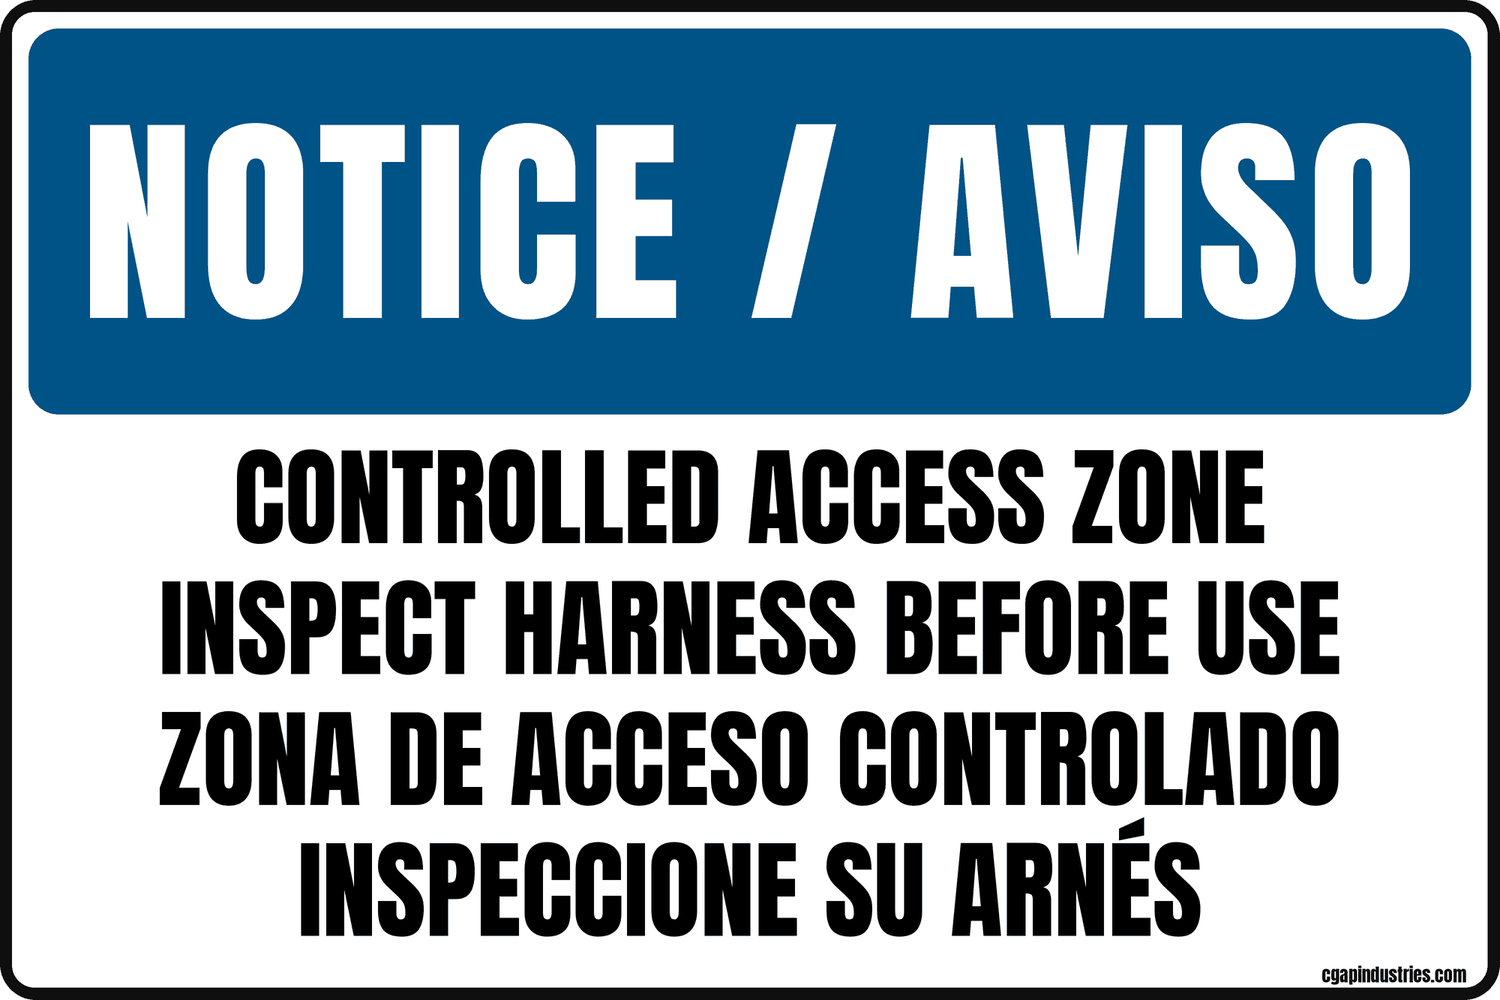 NOTICE / AVISO
CONTROLLED ACCESS ZONE
INSPECT HARNESS BEFORE USE
ZONA DE ACCESO CONTROLADO
INSPECCIONE SU ARNÉS
cgapindustries.com